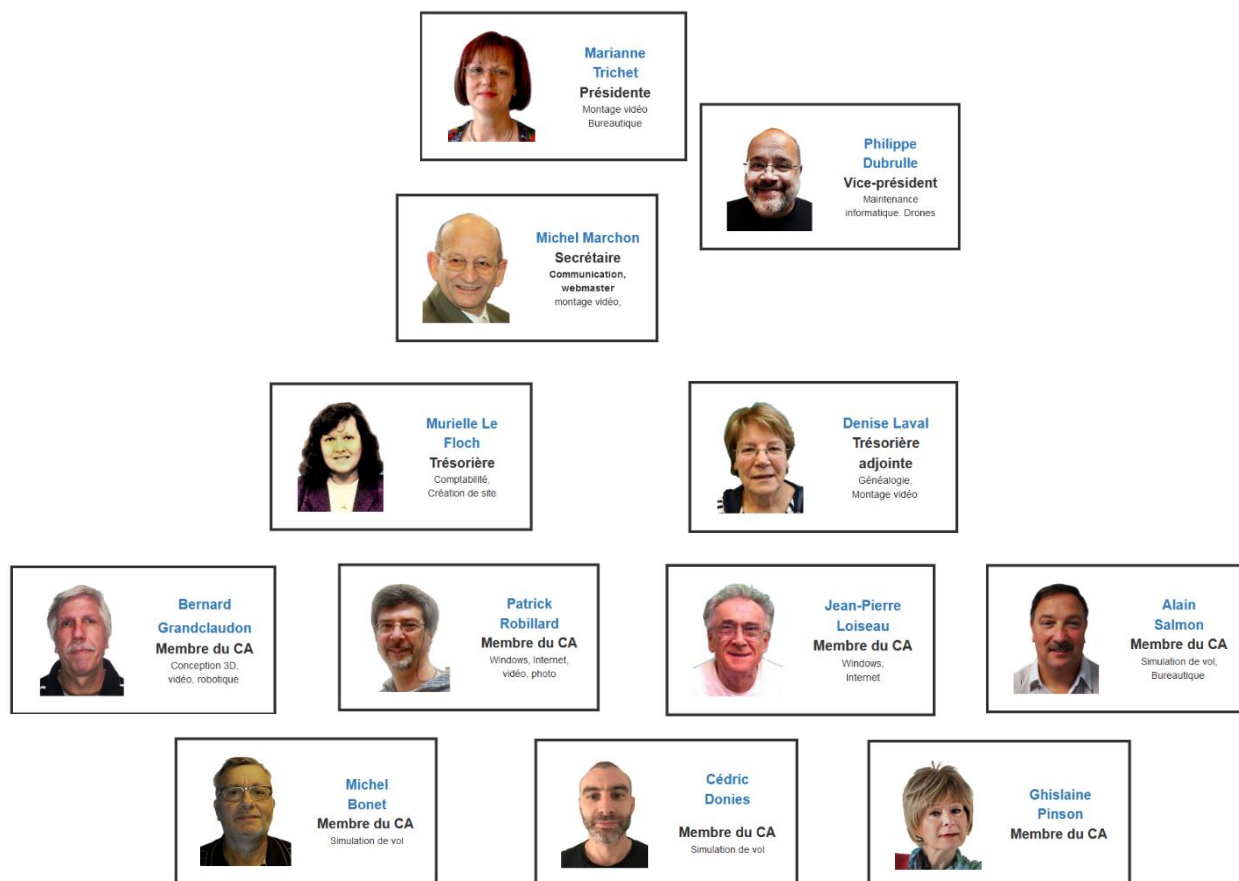 Marianne
Trichet
Présidente
Montage vidéo
Bureautique
Philippe
Dubrulle
Vice-président
Maintenance
informatique. Drones
Michel Marchon
Secrétaire
Communication,
webmaster
montage vidéo,
Murielle Le
Floch
Trésorière
Comptabilité,
Création de site
Denise Laval
Trésorière
adjointe
Généalogie,
Montage vidéo
Bernard
Grandclaudon
Membre du CA
Conception 3D,
vidéo, robotique
Patrick
Robillard
Membre du CA
Windows, Internet,
vidéo, photo
Jean-Pierre
Loiseau
Membre du CA
Windows,
Internet
Alain
Salmon
Membre du CA
Simulation de vol,
Bureautique
Michel
Bonet
Membre du CA
Simulation de vol
Cédric
Donies
Membre du CA
Simulation de vol
Ghislaine
Pinson
Membre du CA